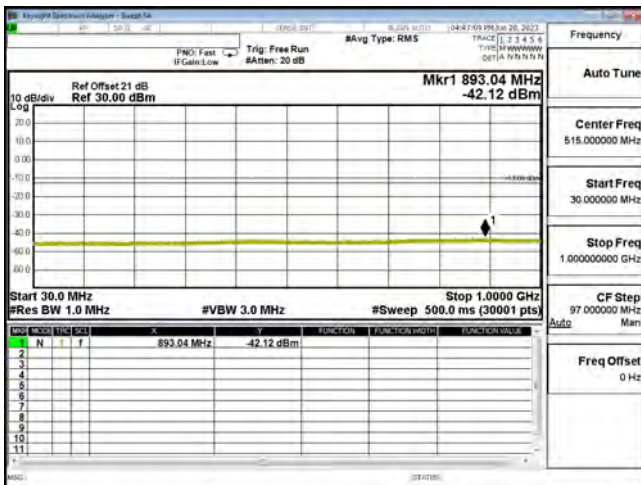 Keysight Spectrum Analyzer - Swept SA
04:47:09 PM Jun 20, 2023
Frequency
#Avg Type: RMS
TRACE 1 2 3 4 5 6
PNO: Fast
Trig: Free Run
TYPE M WWWWW
IFGain:Low
#Atten: 20 dB
DET A N N N N N
Auto Tune
Mkr1 893.04 MHz
Ref Offset 21 dB
-42.12 dBm
10 dB/div
Ref 30.00 dBm
Log
20.0
10.0
0.00
-10.0
-20.0
-30.0
-40.0
-50.0
-60.0
1
Center Freq
515.000000 MHz
Start Freq
30.000000 MHz
Stop Freq
1.000000000 GHz
Start 30.0 MHz
Stop 1.0000 GHz
#Res BW 1.0 MHz
#VBW 3.0 MHz
#Sweep 500.0 ms (30001 pts)
CF Step
97.000000 MHz
Auto Man
MKR MODE TRC SCL X Y FUNCTION FUNCTION WIDTH FUNCTION VALUE
1 N 1 f 893.04 MHz -42.12 dBm
2
3
4
5
6
7
8
9
10
11
Freq Offset
0 Hz
MSG
STATUS